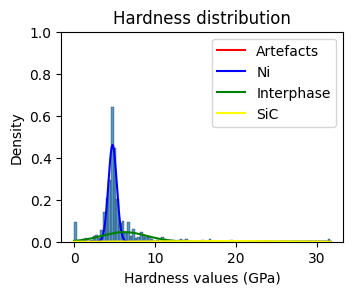 Hardness distribution
1.0
0.8
0.6
0.4
0.2
0.0
Density
Artefacts
Ni
Interphase
SiC
0 10 20 30
Hardness values (GPa)